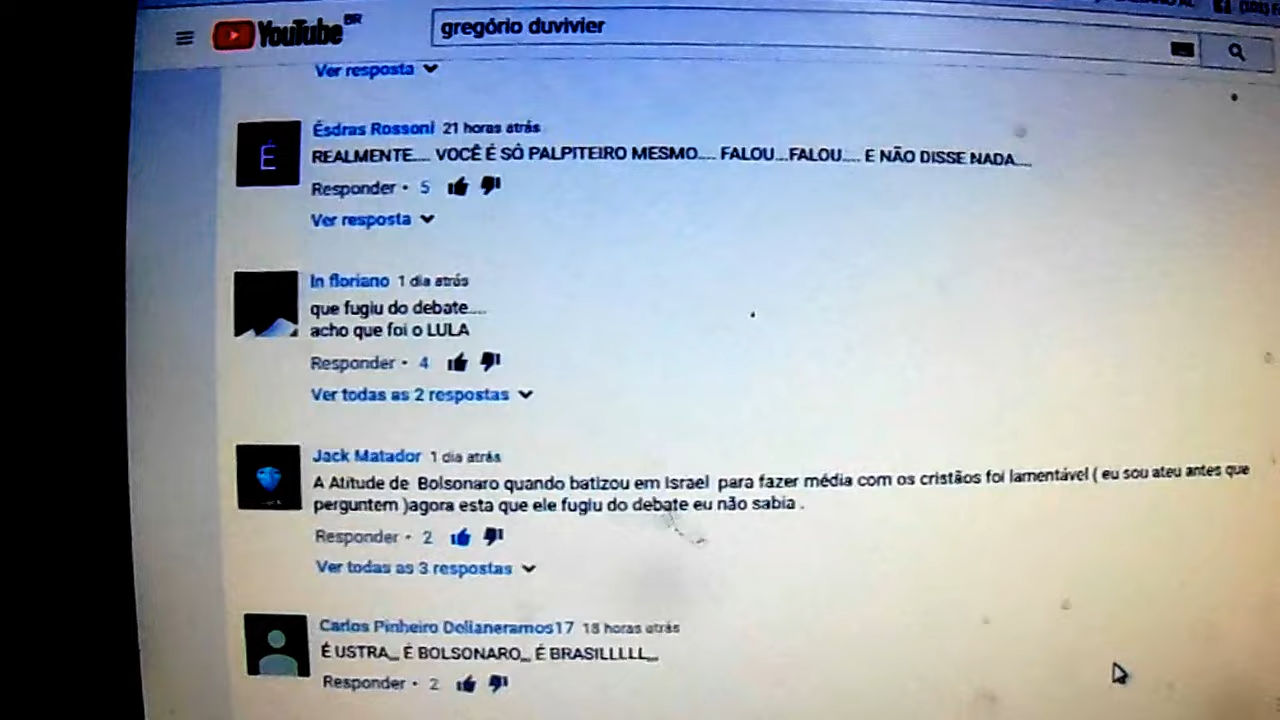 YouTube BR
gregório duvivier
Ver resposta
É
Ésdras Rossoni 21 horas atrás
REALMENTE.... VOCÊ É SÓ PALPITEIRO MESMO.... FALOU...FALOU.... E NÃO DISSE NADA....
Responder • 5
Ver resposta
In floriano 1 dia atrás
que fugiu do debate....
acho que foi o LULA
Responder • 4
Ver todas as 2 respostas
Jack Matador 1 dia atrás
A Atitude de Bolsonaro quando batizou em Israel para fazer média com os cristãos foi lamentável ( eu sou ateu antes que
perguntem )agora esta que ele fugiu do debate eu não sabia .
Responder • 2
Ver todas as 3 respostas
Carlos Pinheiro Dolianeramos17 18 horas atrás
É USTRA,,, É BOLSONARO,,, É BRASILLLLL,,,
Responder • 2